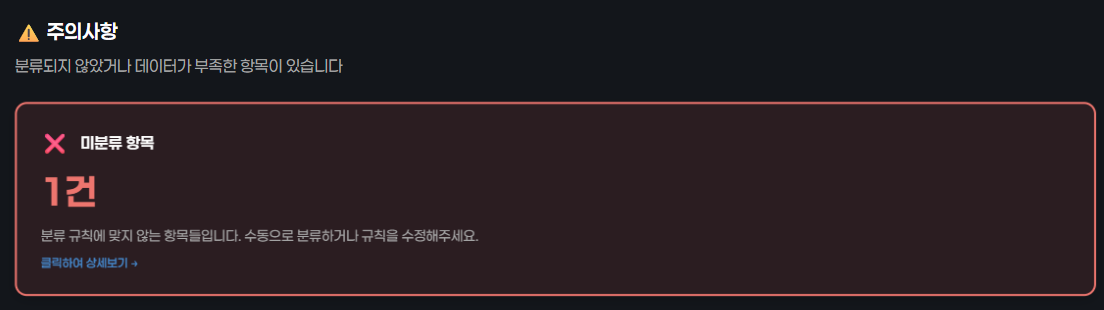 ⚠️ 주의사항
분류되지 않았거나 데이터가 부족한 항목이 있습니다
❌ 미분류 항목
1건
분류 규칙에 맞지 않는 항목들입니다. 수동으로 분류하거나 규칙을 수정해주세요.
클릭하여 상세보기 →